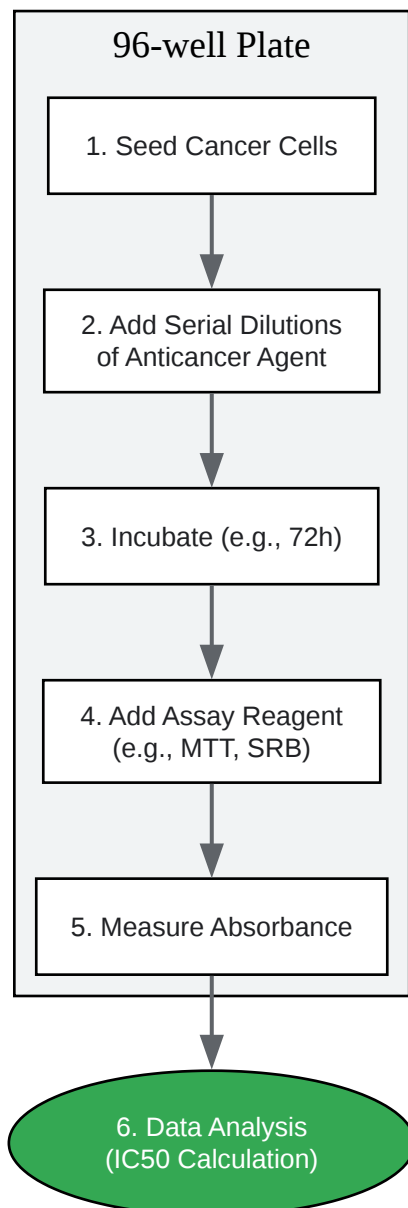 96-well Plate
1. Seed Cancer Cells
2. Add Serial Dilutions
of Anticancer Agent
3. Incubate (e.g., 72h)
4. Add Assay Reagent
(e.g., MTT, SRB)
5. Measure Absorbance
6. Data Analysis
(IC50 Calculation)